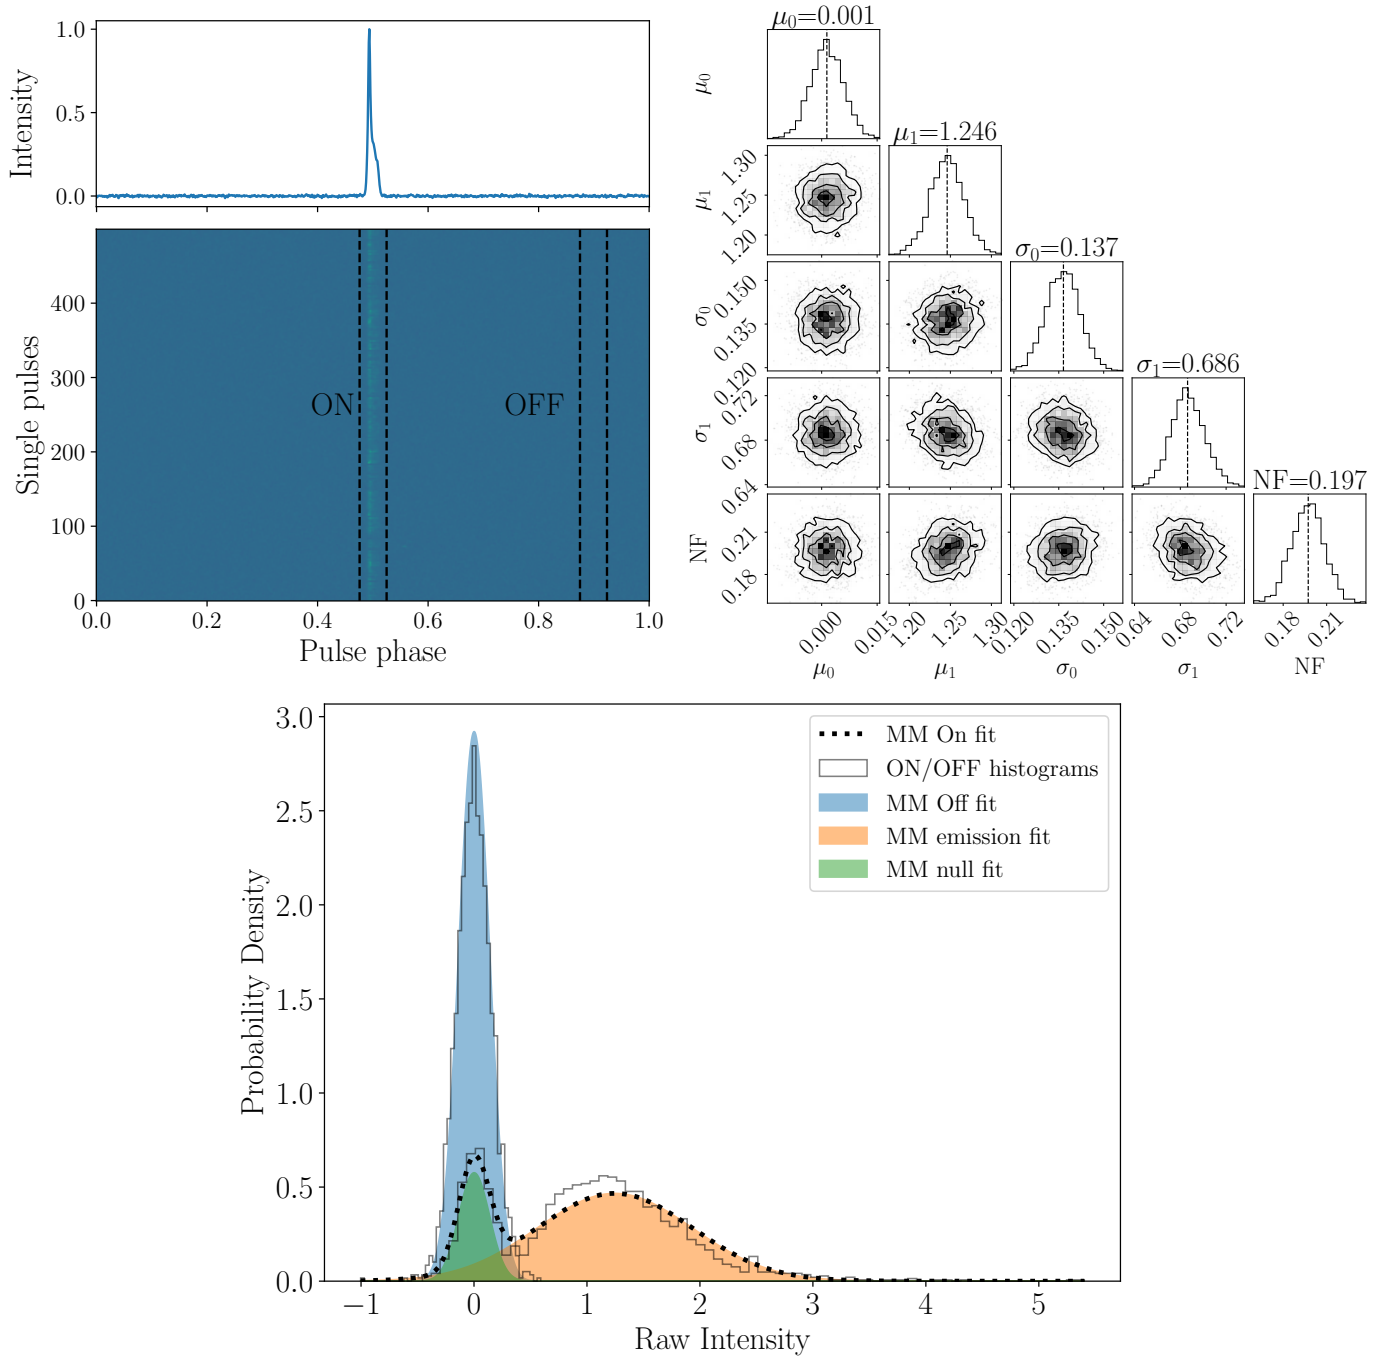 1.0
0.5
0.0
Intensity
400
300
200
100
0
Single pulses
ON
OFF
0.0 0.2 0.4 0.6 0.8 1.0
Pulse phase
μ0=0.001
μ0
μ1=1.246
1.30
1.25
1.20
μ1
σ0=0.137
0.150
0.135
0.120
σ0
σ1=0.686
0.72
0.68
0.64
σ1
NF=0.197
0.21
0.18
NF
0.000 0.015 1.20 1.25 1.30 0.120 0.135 0.150 0.64 0.68 0.72 0.18 0.21
μ0 μ1 σ0 σ1 NF
3.0
2.5
2.0
1.5
1.0
0.5
0.0
Probability Density
MM On fit
ON/OFF histograms
MM Off fit
MM emission fit
MM null fit
−1 0 1 2 3 4 5
Raw Intensity